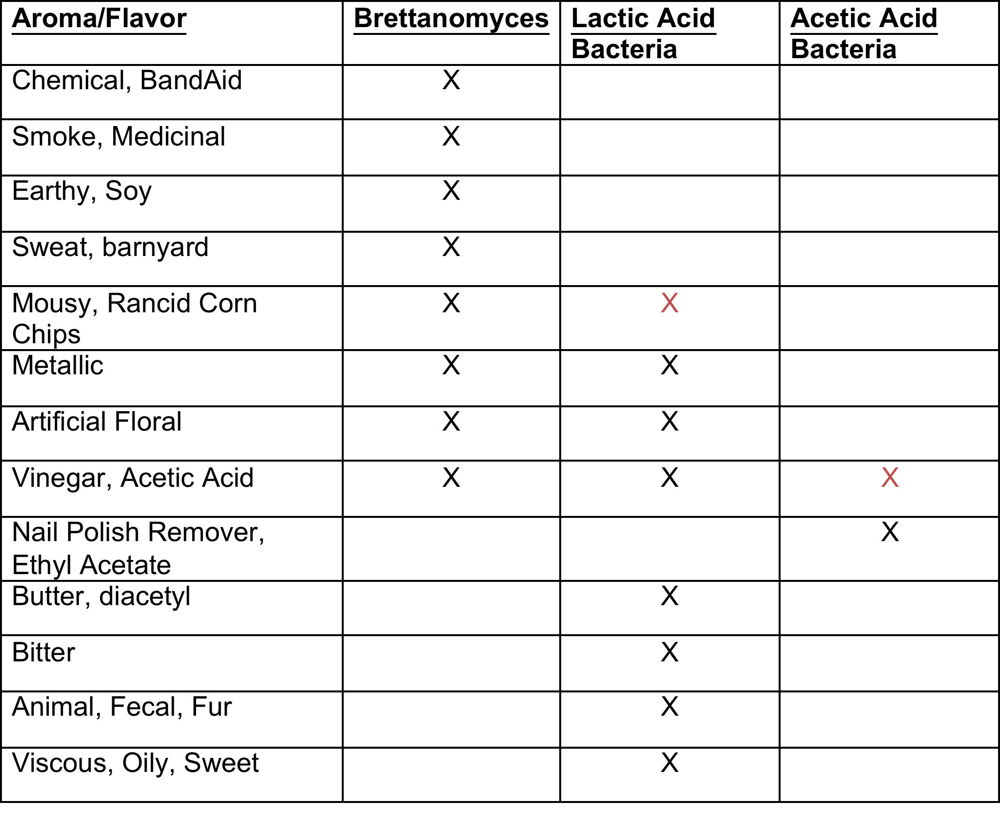 Aroma/Flavor Brettanomyces Lactic Acid Acetic Acid
Bacteria Bacteria
Chemical, BandAid X
Smoke, Medicinal X
Earthy, Soy X
Sweat, barnyard X
Mousy, Rancid Corn X X
Chips
Metallic X X
Artificial Floral X X
Vinegar, Acetic Acid X X X
Nail Polish Remover, X
Ethyl Acetate
Butter, diacetyl X
Bitter X
Animal, Fecal, Fur X
Viscous, Oily, Sweet X